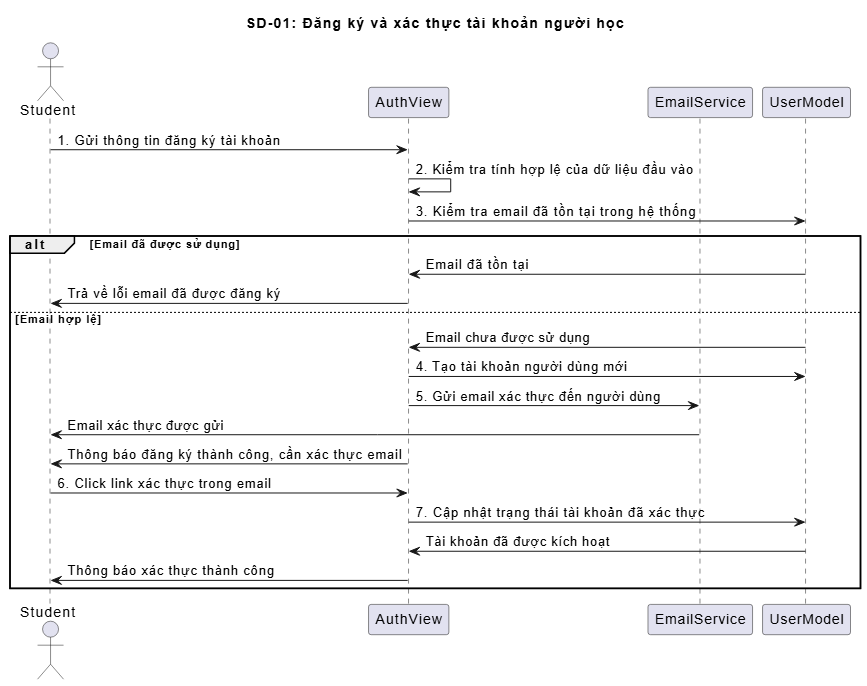 SD-01: Đăng ký và xác thực tài khoản người học
Student
AuthView
EmailService
UserModel
1. Gửi thông tin đăng ký tài khoản
2. Kiểm tra tính hợp lệ của dữ liệu đầu vào
3. Kiểm tra email đã tồn tại trong hệ thống
alt [Email đã được sử dụng]
Email đã tồn tại
Trả về lỗi email đã được đăng ký
[Email hợp lệ]
Email chưa được sử dụng
4. Tạo tài khoản người dùng mới
5. Gửi email xác thực đến người dùng
Email xác thực được gửi
Thông báo đăng ký thành công, cần xác thực email
6. Click link xác thực trong email
7. Cập nhật trạng thái tài khoản đã xác thực
Tài khoản đã được kích hoạt
Thông báo xác thực thành công
Student
AuthView
EmailService
UserModel